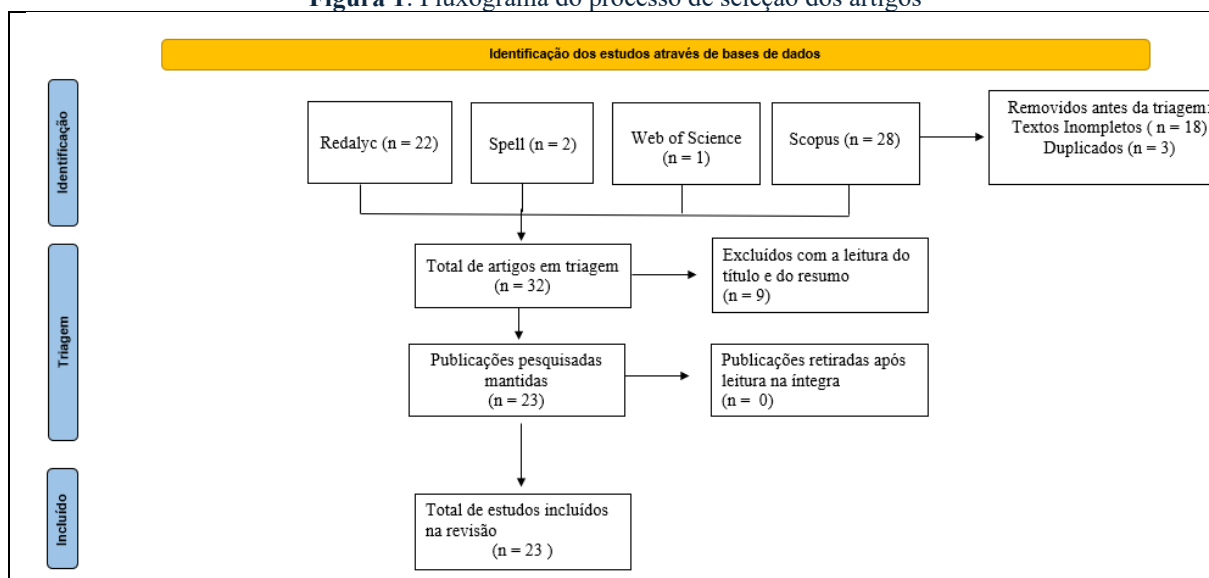 Figura 1. Fluxograma do processo de seleção dos artigos
Identificação dos estudos através de bases de dados
Identificação
Redalyc (n = 22)
Spell (n = 2)
Web of Science
(n = 1)
Scopus (n = 28)
Removidos antes da triagem:
Textos Inompletos ( n = 18)
Duplicados (n = 3)
Triagem
Total de artigos em triagem
(n = 32)
Excluídos com a leitura do
título e do resumo
(n = 9)
Publicações pesquisadas
mantidas
(n = 23)
Publicações retiradas após
leitura na íntegra
(n = 0)
Incluído
Total de estudos incluídos
na revisão
(n = 23 )